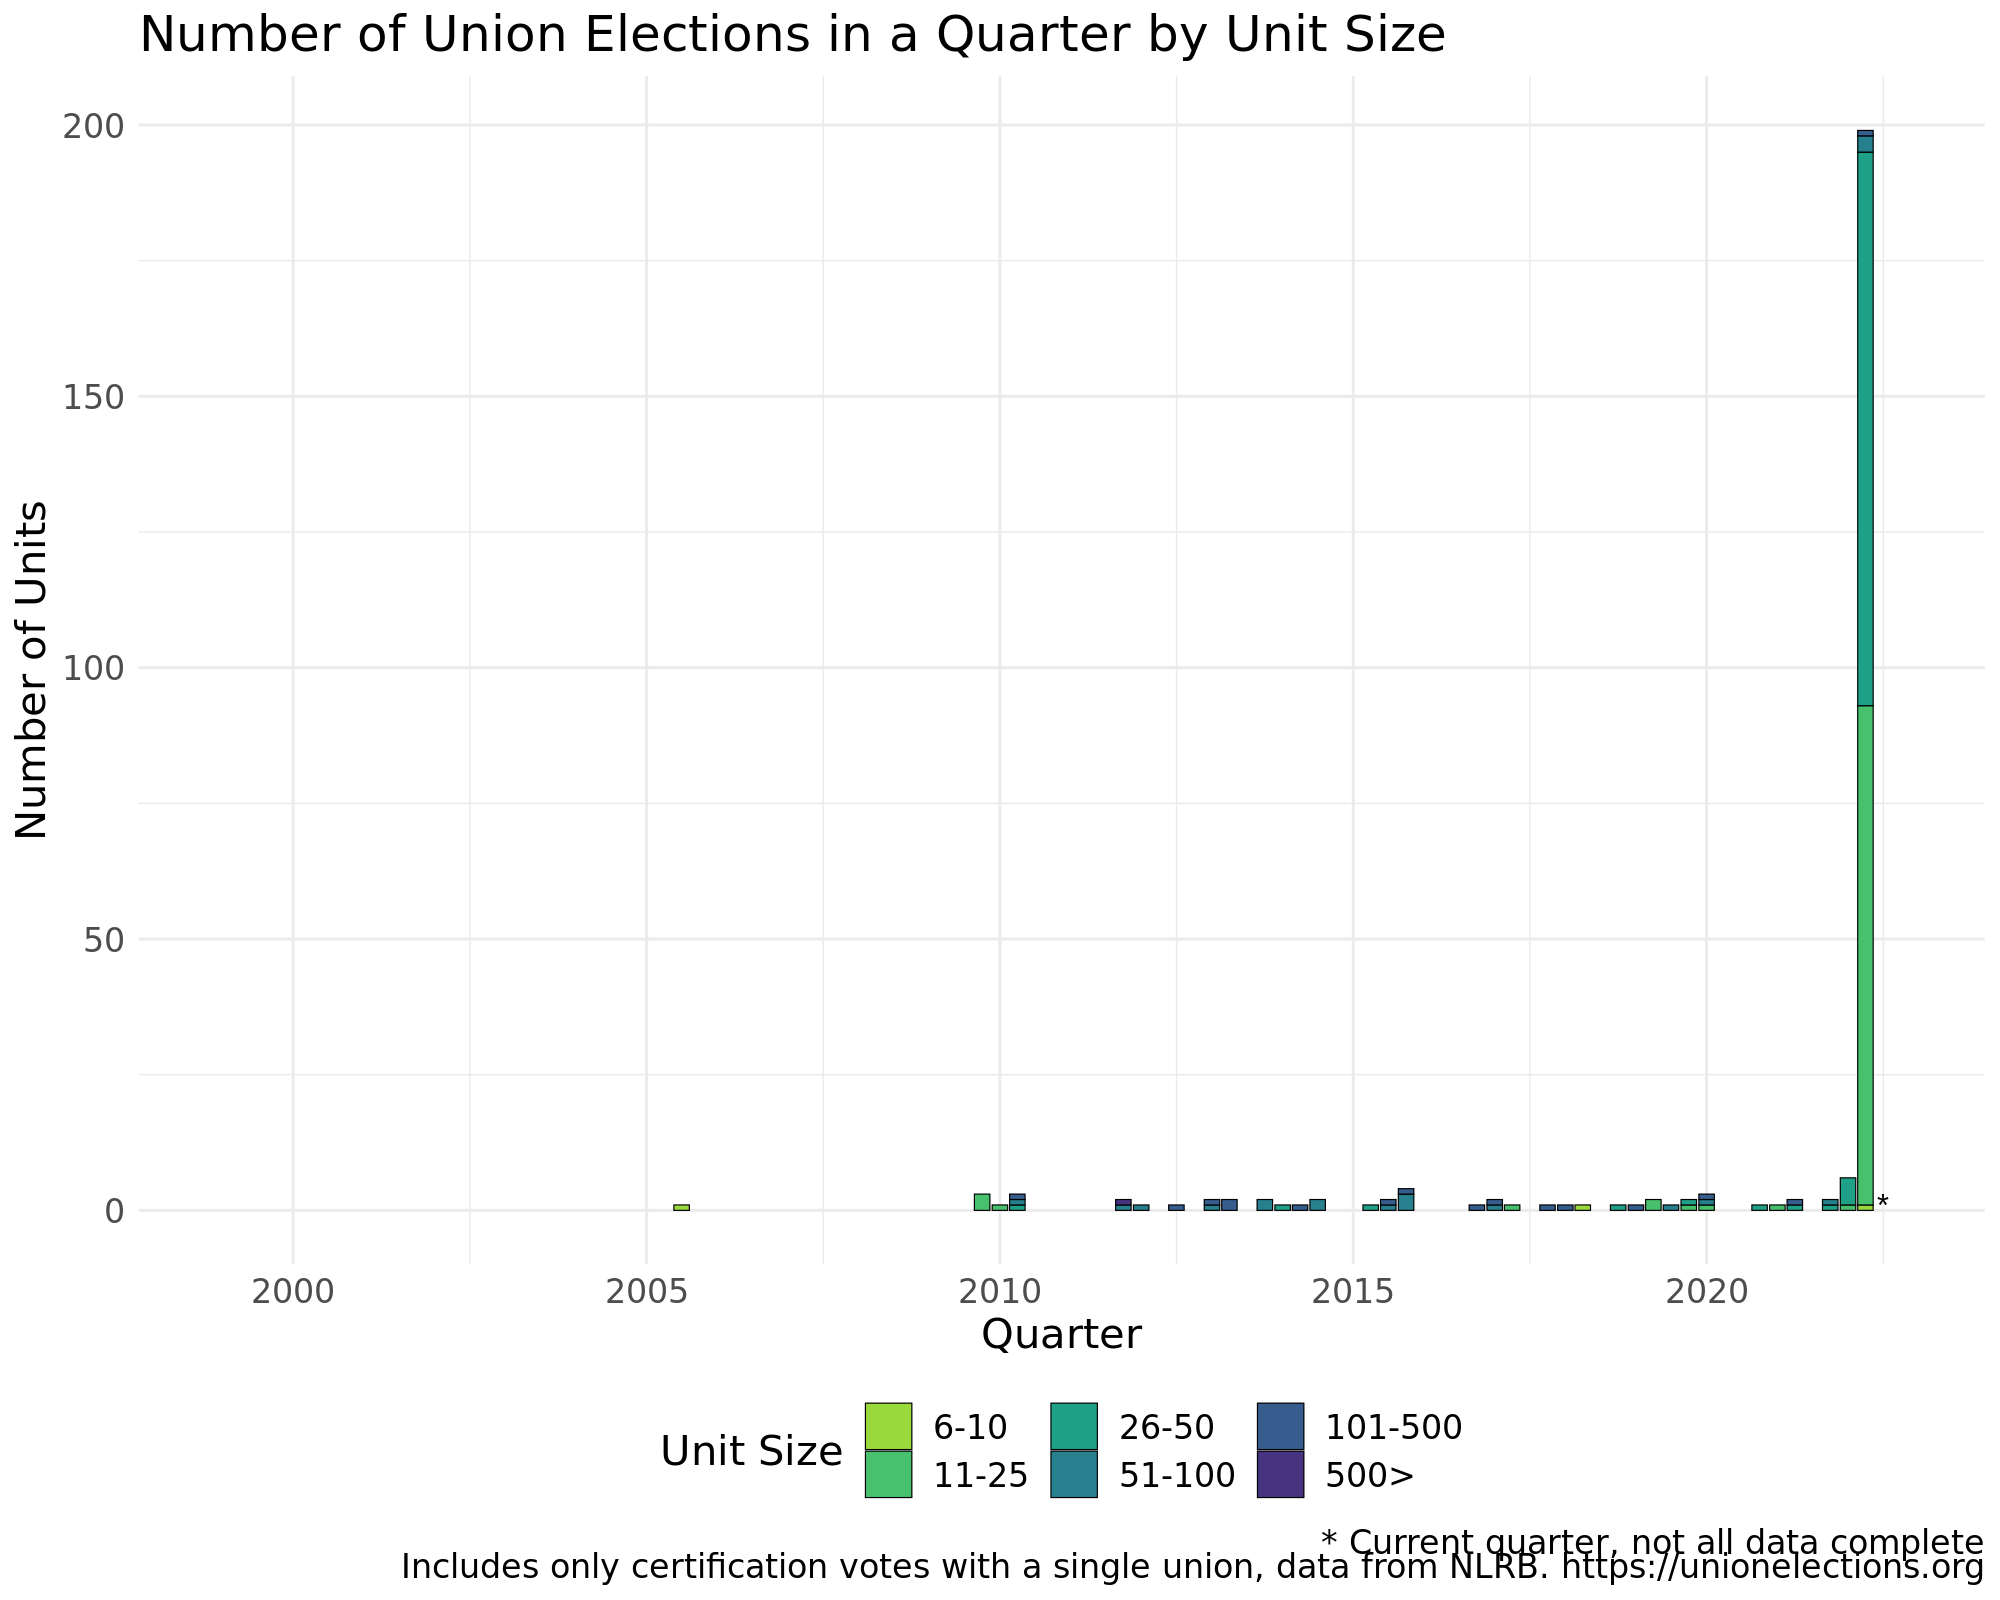 Number of Union Elections in a Quarter by Unit Size
200
150
100
50
0
Number of Units
*
2000 2005 2010 2015 2020
Quarter
Unit Size
6-10 26-50 101-500
11-25 51-100 500>
* Current quarter, not all data complete
Includes only certification votes with a single union, data from NLRB. https://unionelections.org